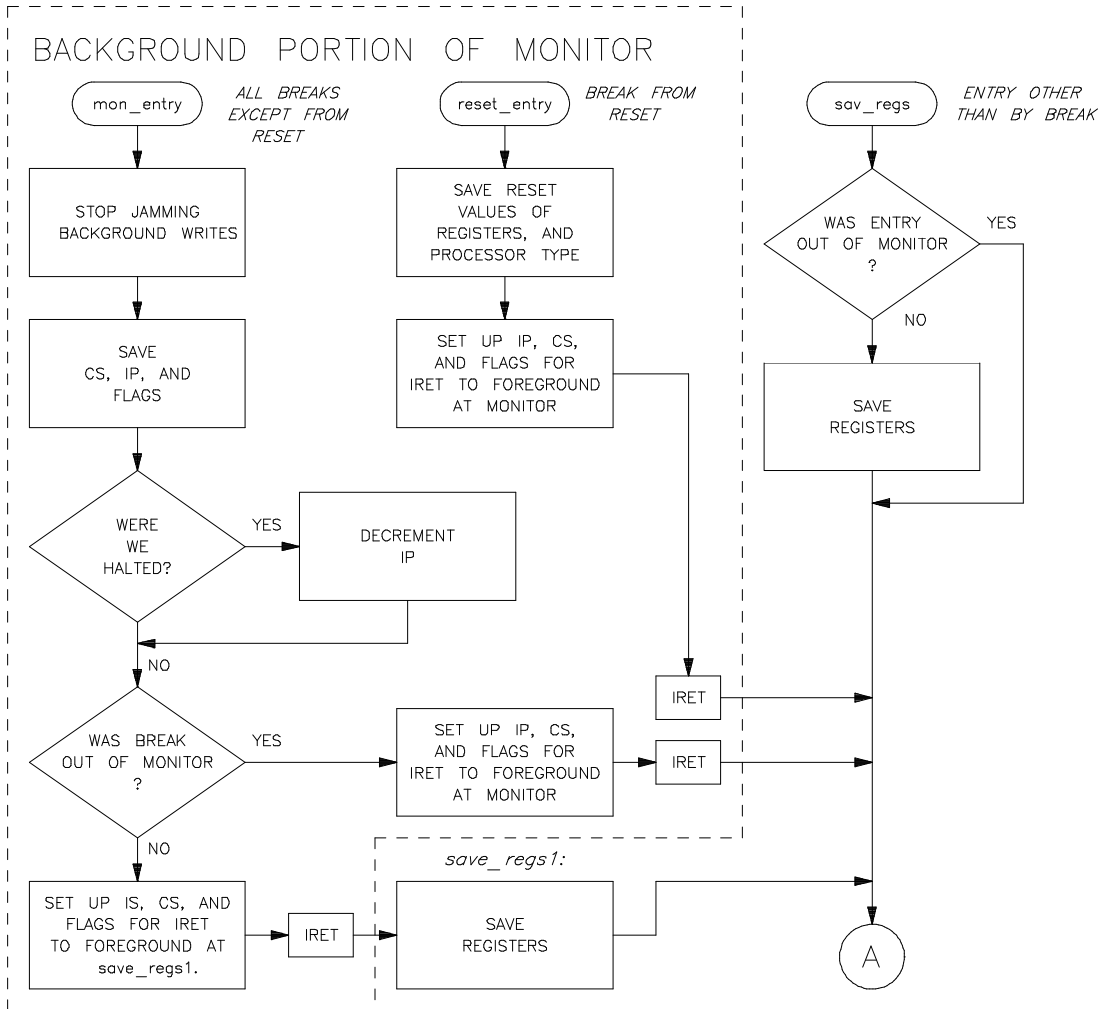 BACKGROUND PORTION OF MONITOR
mon_entry
ALL BREAKS
EXCEPT FROM
RESET
reset_entry
BREAK FROM
RESET
sav_regs
ENTRY OTHER
THAN BY BREAK
STOP JAMMING
BACKGROUND WRITES
SAVE RESET
VALUES OF
REGISTERS, AND
PROCESSOR TYPE
WAS ENTRY
OUT OF MONITOR
?
YES
NO
SAVE
CS, IP, AND
FLAGS
SET UP IP, CS,
AND FLAGS FOR
IRET TO FOREGROUND
AT MONITOR
SAVE
REGISTERS
WERE
WE
HALTED?
YES
DECREMENT
IP
NO
IRET
WAS BREAK
OUT OF MONITOR
?
YES
SET UP IP, CS,
AND FLAGS FOR
IRET TO FOREGROUND
AT MONITOR
IRET
NO
save_regs1:
SET UP IS, CS, AND
FLAGS FOR IRET
TO FOREGROUND AT
save_regs1.
IRET
SAVE
REGISTERS
A